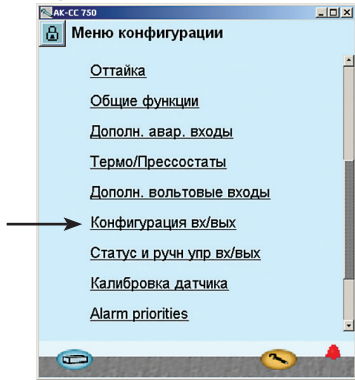 AK-CC 750
Меню конфигурации
Оттайка
Общие функции
Дополн. авар. входы
Термо/Прессостаты
Дополн. вольтовые входы
Конфигурация вх/вых
Статус и ручн упр вх/вых
Калибровка датчика
Alarm priorities